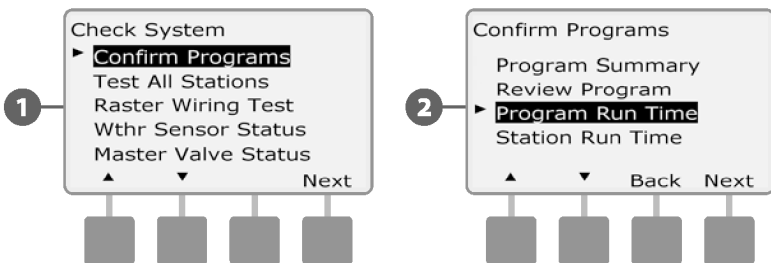 1
Check System
Confirm Programs
Test All Stations
Raster Wiring Test
Wthr Sensor Status
Master Valve Status
Next
2
Confirm Programs
Program Summary
Review Program
Program Run Time
Station Run Time
Back Next